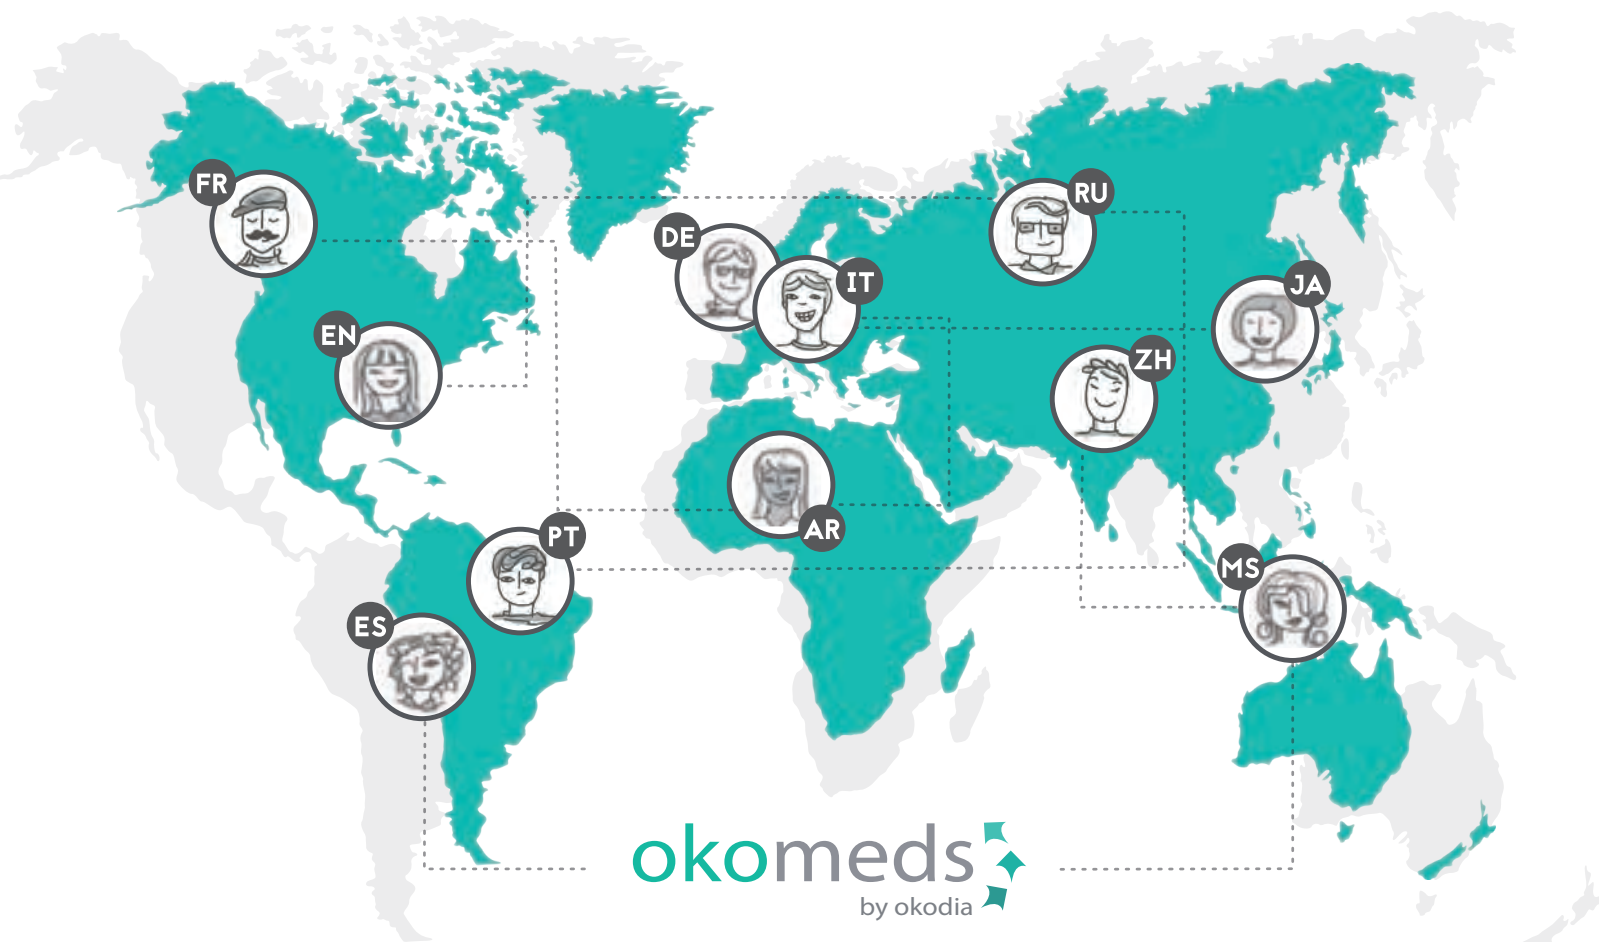 FR
RU
DE
IT
JA
EN
ZH
AR
PT
MS
ES
okomeds
by okodia